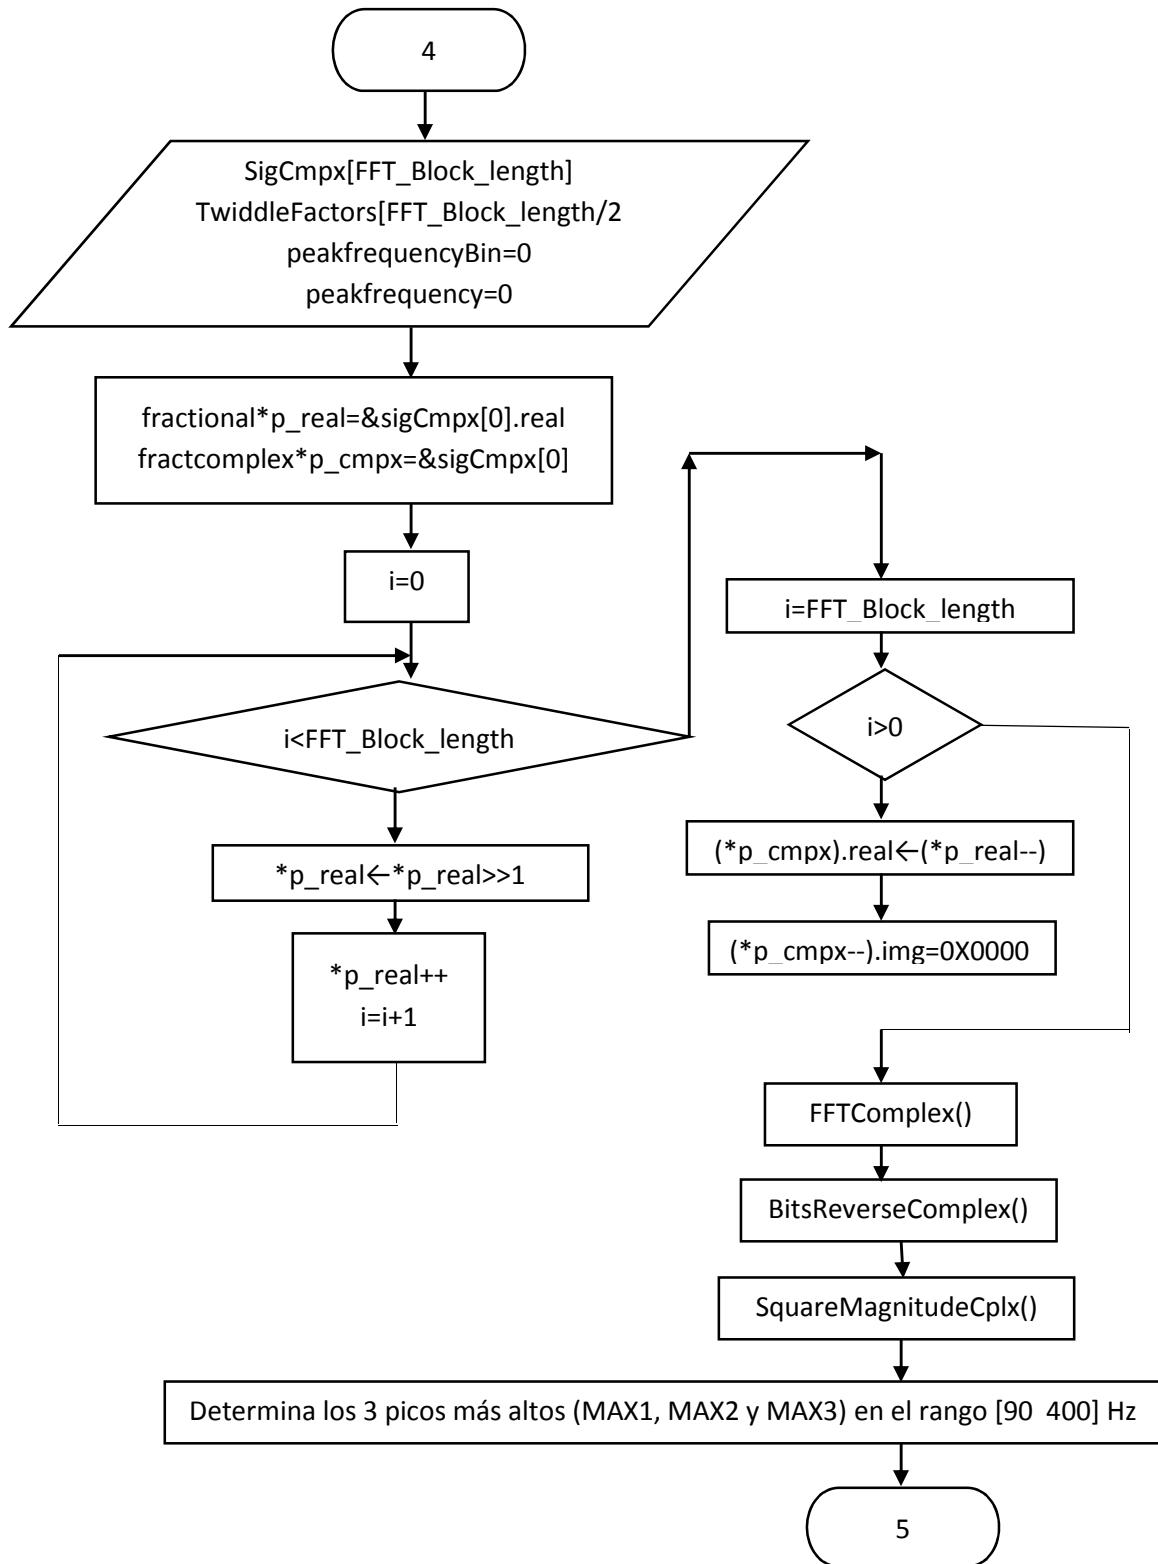 4
SigCmpx[FFT_Block_length]
TwiddleFactors[FFT_Block_length/2
peakfrequencyBin=0
peakfrequency=0
fractional*p_real=&sigCmpx[0].real
fractcomplex*p_cmpx=&sigCmpx[0]
i=0
i<FFT_Block_length
*p_real←*p_real>>1
*p_real++
i=i+1
i=FFT_Block_length
i>0
(*p_cmpx).real←(*p_real--)
(*p_cmpx--).img=0X0000
FFTComplex()
BitsReverseComplex()
SquareMagnitudeCplx()
Determina los 3 picos más altos (MAX1, MAX2 y MAX3) en el rango [90 400] Hz
5